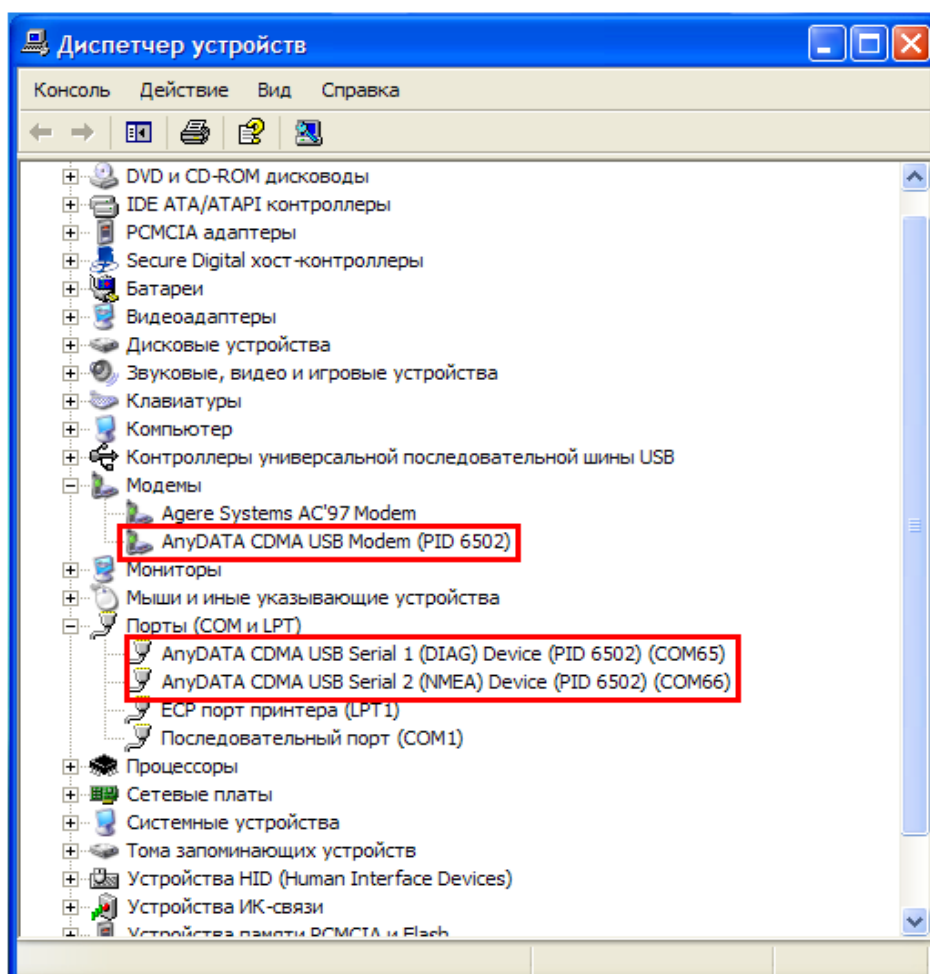 Диспетчер устройств
Консоль Действие Вид Справка
DVD и CD-ROM дисководы
IDE ATA/ATAPI контроллеры
PCMCIA адаптеры
Secure Digital хост-контроллеры
Батареи
Видеоадаптеры
Дисковые устройства
Звуковые, видео и игровые устройства
Клавиатуры
Компьютер
Контроллеры универсальной последовательной шины USB
Модемы
Agere Systems AC'97 Modem
AnyDATA CDMA USB Modem (PID 6502)
Мониторы
Мыши и иные указывающие устройства
Порты (COM и LPT)
AnyDATA CDMA USB Serial 1 (DIAG) Device (PID 6502) (COM65)
AnyDATA CDMA USB Serial 2 (NMEA) Device (PID 6502) (COM66)
ECP порт принтера (LPT1)
Последовательный порт (COM1)
Процессоры
Сетевые платы
Системные устройства
Тома запоминающих устройств
Устройства HID (Human Interface Devices)
Устройства ИК-связи
Устройства памяти PCMCIA и Flash